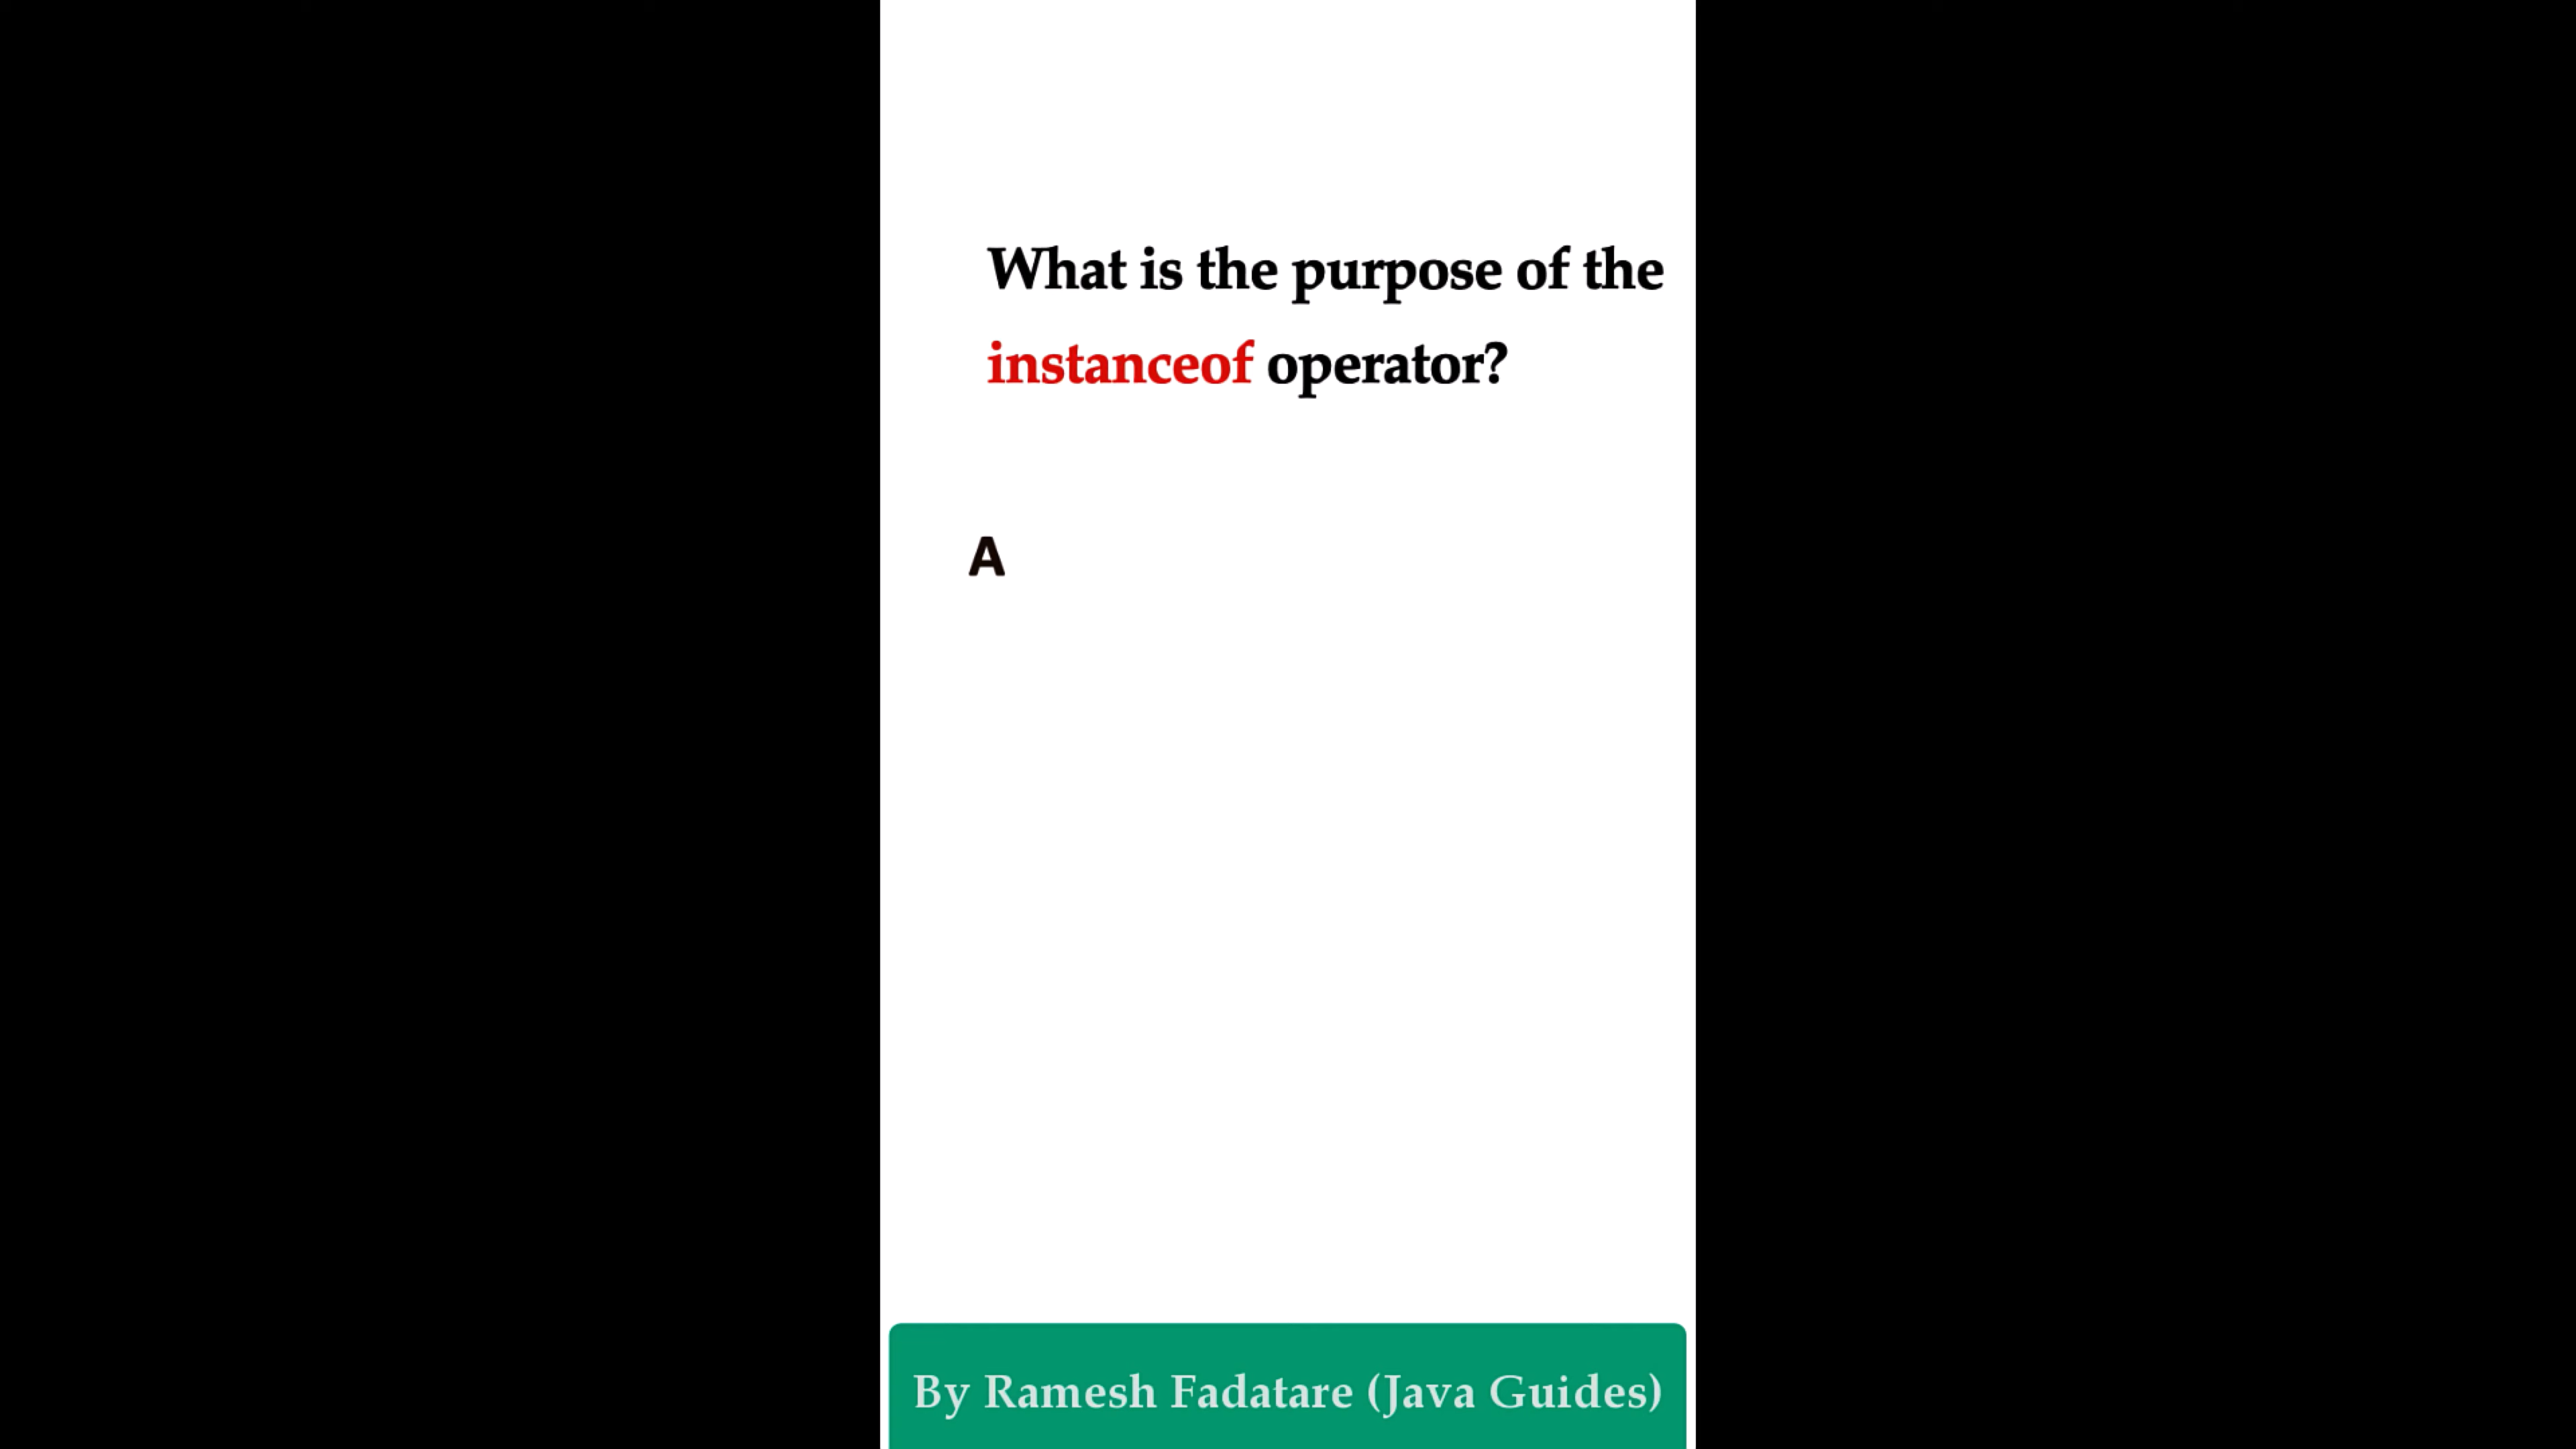 What is the purpose of the
instanceof operator?
A
By Ramesh Fadatare (Java Guides)